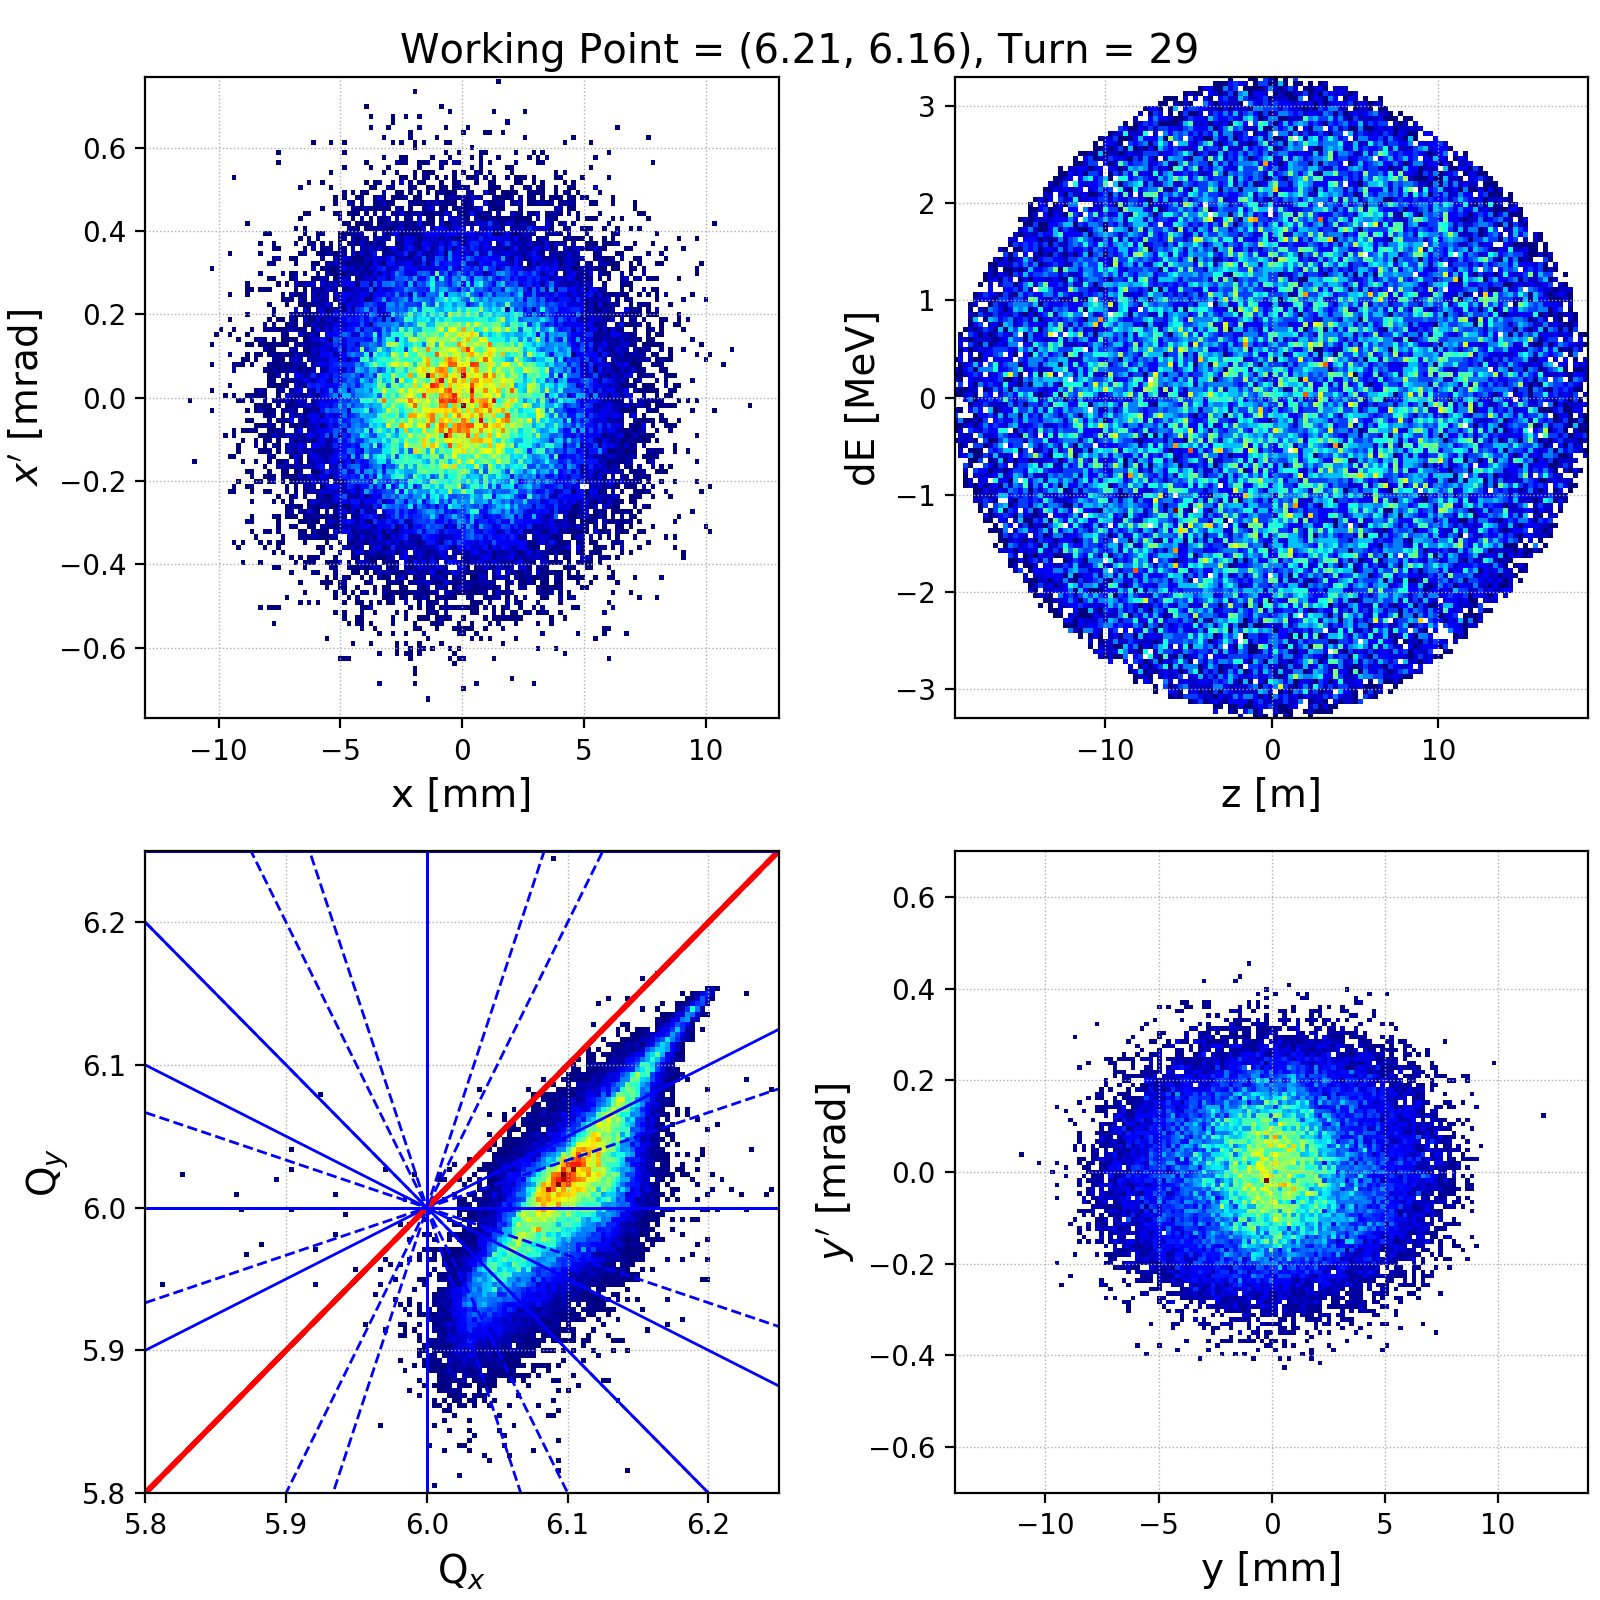 Working Point = (6.21, 6.16), Turn = 29
0.6
0.4
0.2
0.0
−0.2
−0.4
−0.6
x′ [mrad]
−10 −5 0 5 10
x [mm]
3
2
1
0
−1
−2
−3
dE [MeV]
−10 0 10
z [m]
6.2
6.1
6.0
5.9
5.8
Qy
5.8 5.9 6.0 6.1 6.2
Qx
0.6
0.4
0.2
0.0
−0.2
−0.4
−0.6
y′ [mrad]
−10 −5 0 5 10
y [mm]